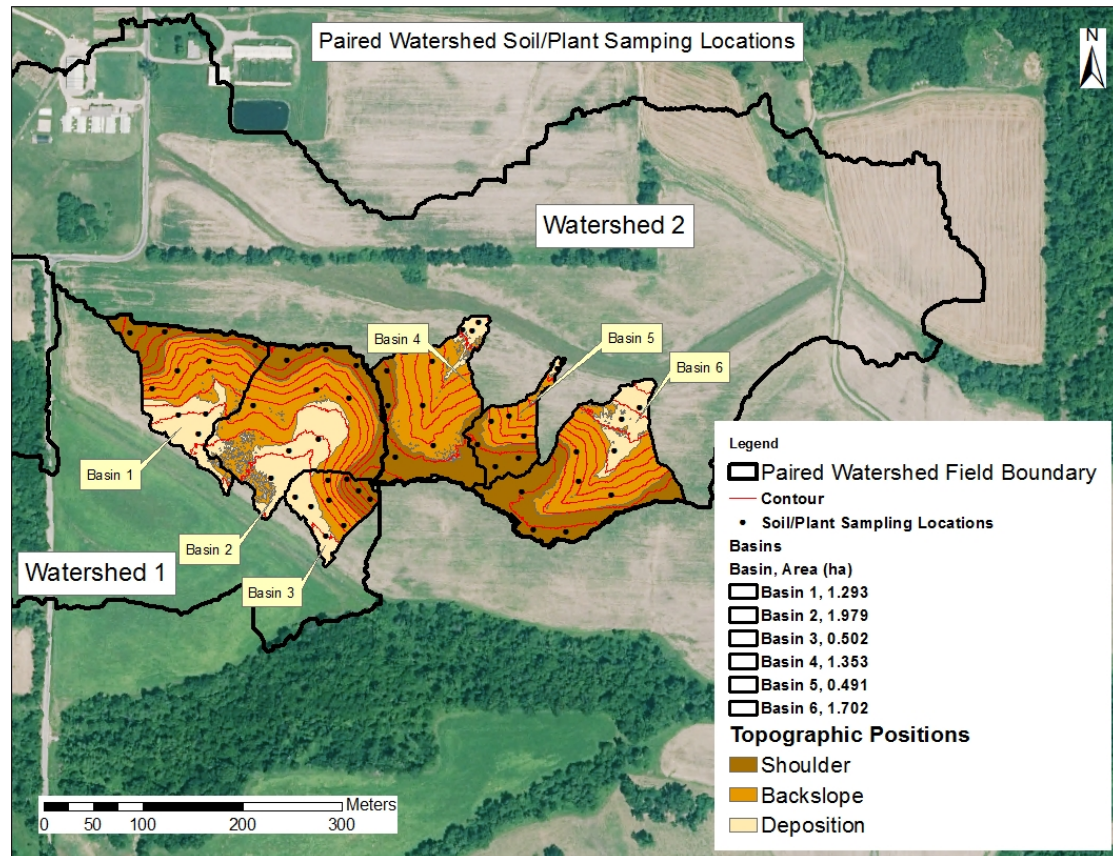 Paired Watershed Soil/Plant Samping Locations
N
Watershed 2
Basin 4
Basin 5
Basin 6
Basin 1
Basin 2
Watershed 1
Basin 3
Legend
Paired Watershed Field Boundary
Contour
Soil/Plant Sampling Locations
Basins
Basin, Area (ha)
Basin 1, 1.293
Basin 2, 1.979
Basin 3, 0.502
Basin 4, 1.353
Basin 5, 0.491
Basin 6, 1.702
Topographic Positions
Shoulder
Backslope
Deposition
Meters
0 50 100 200 300